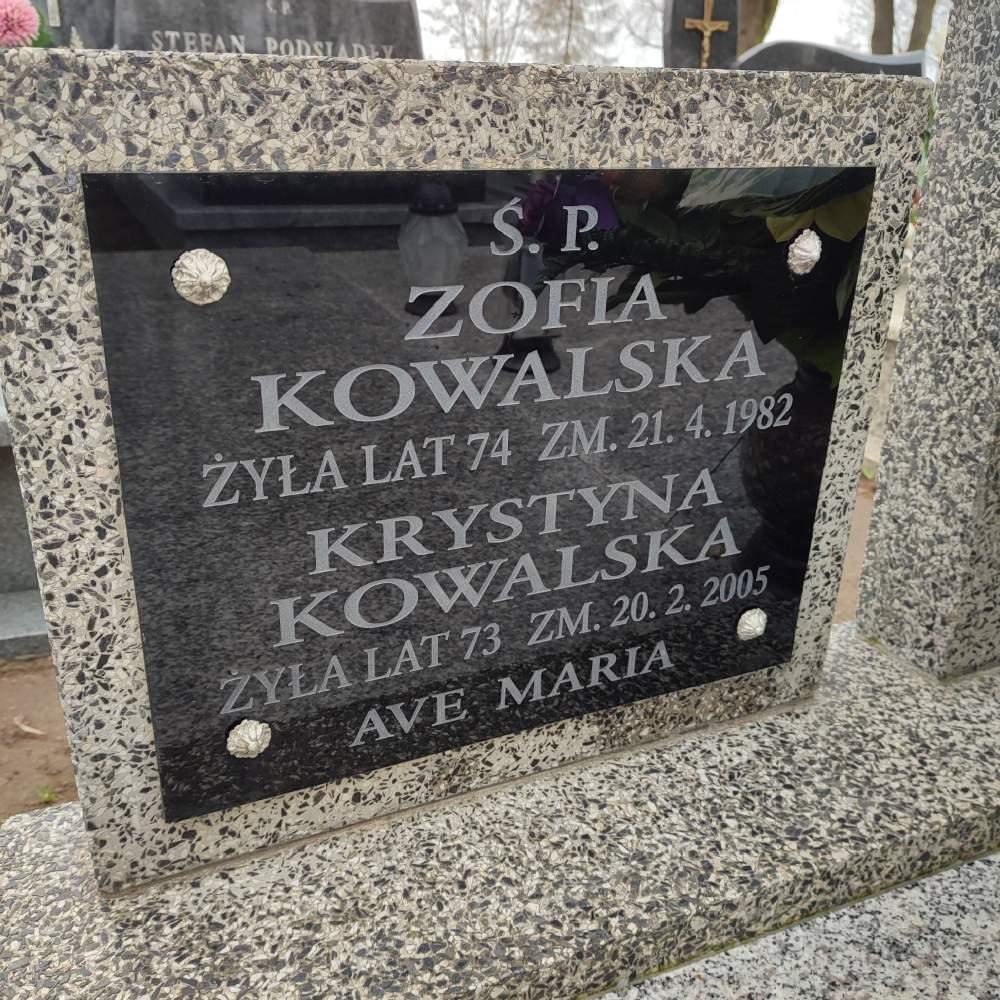 Ś.P.
STEFAN PODSIADŁY
Ś. P.
ZOFIA
KOWALSKA
ŻYŁA LAT 74 ZM. 21. 4. 1982
KRYSTYNA
KOWALSKA
ŻYŁA LAT 73 ZM. 20. 2. 2005
AVE MARIA